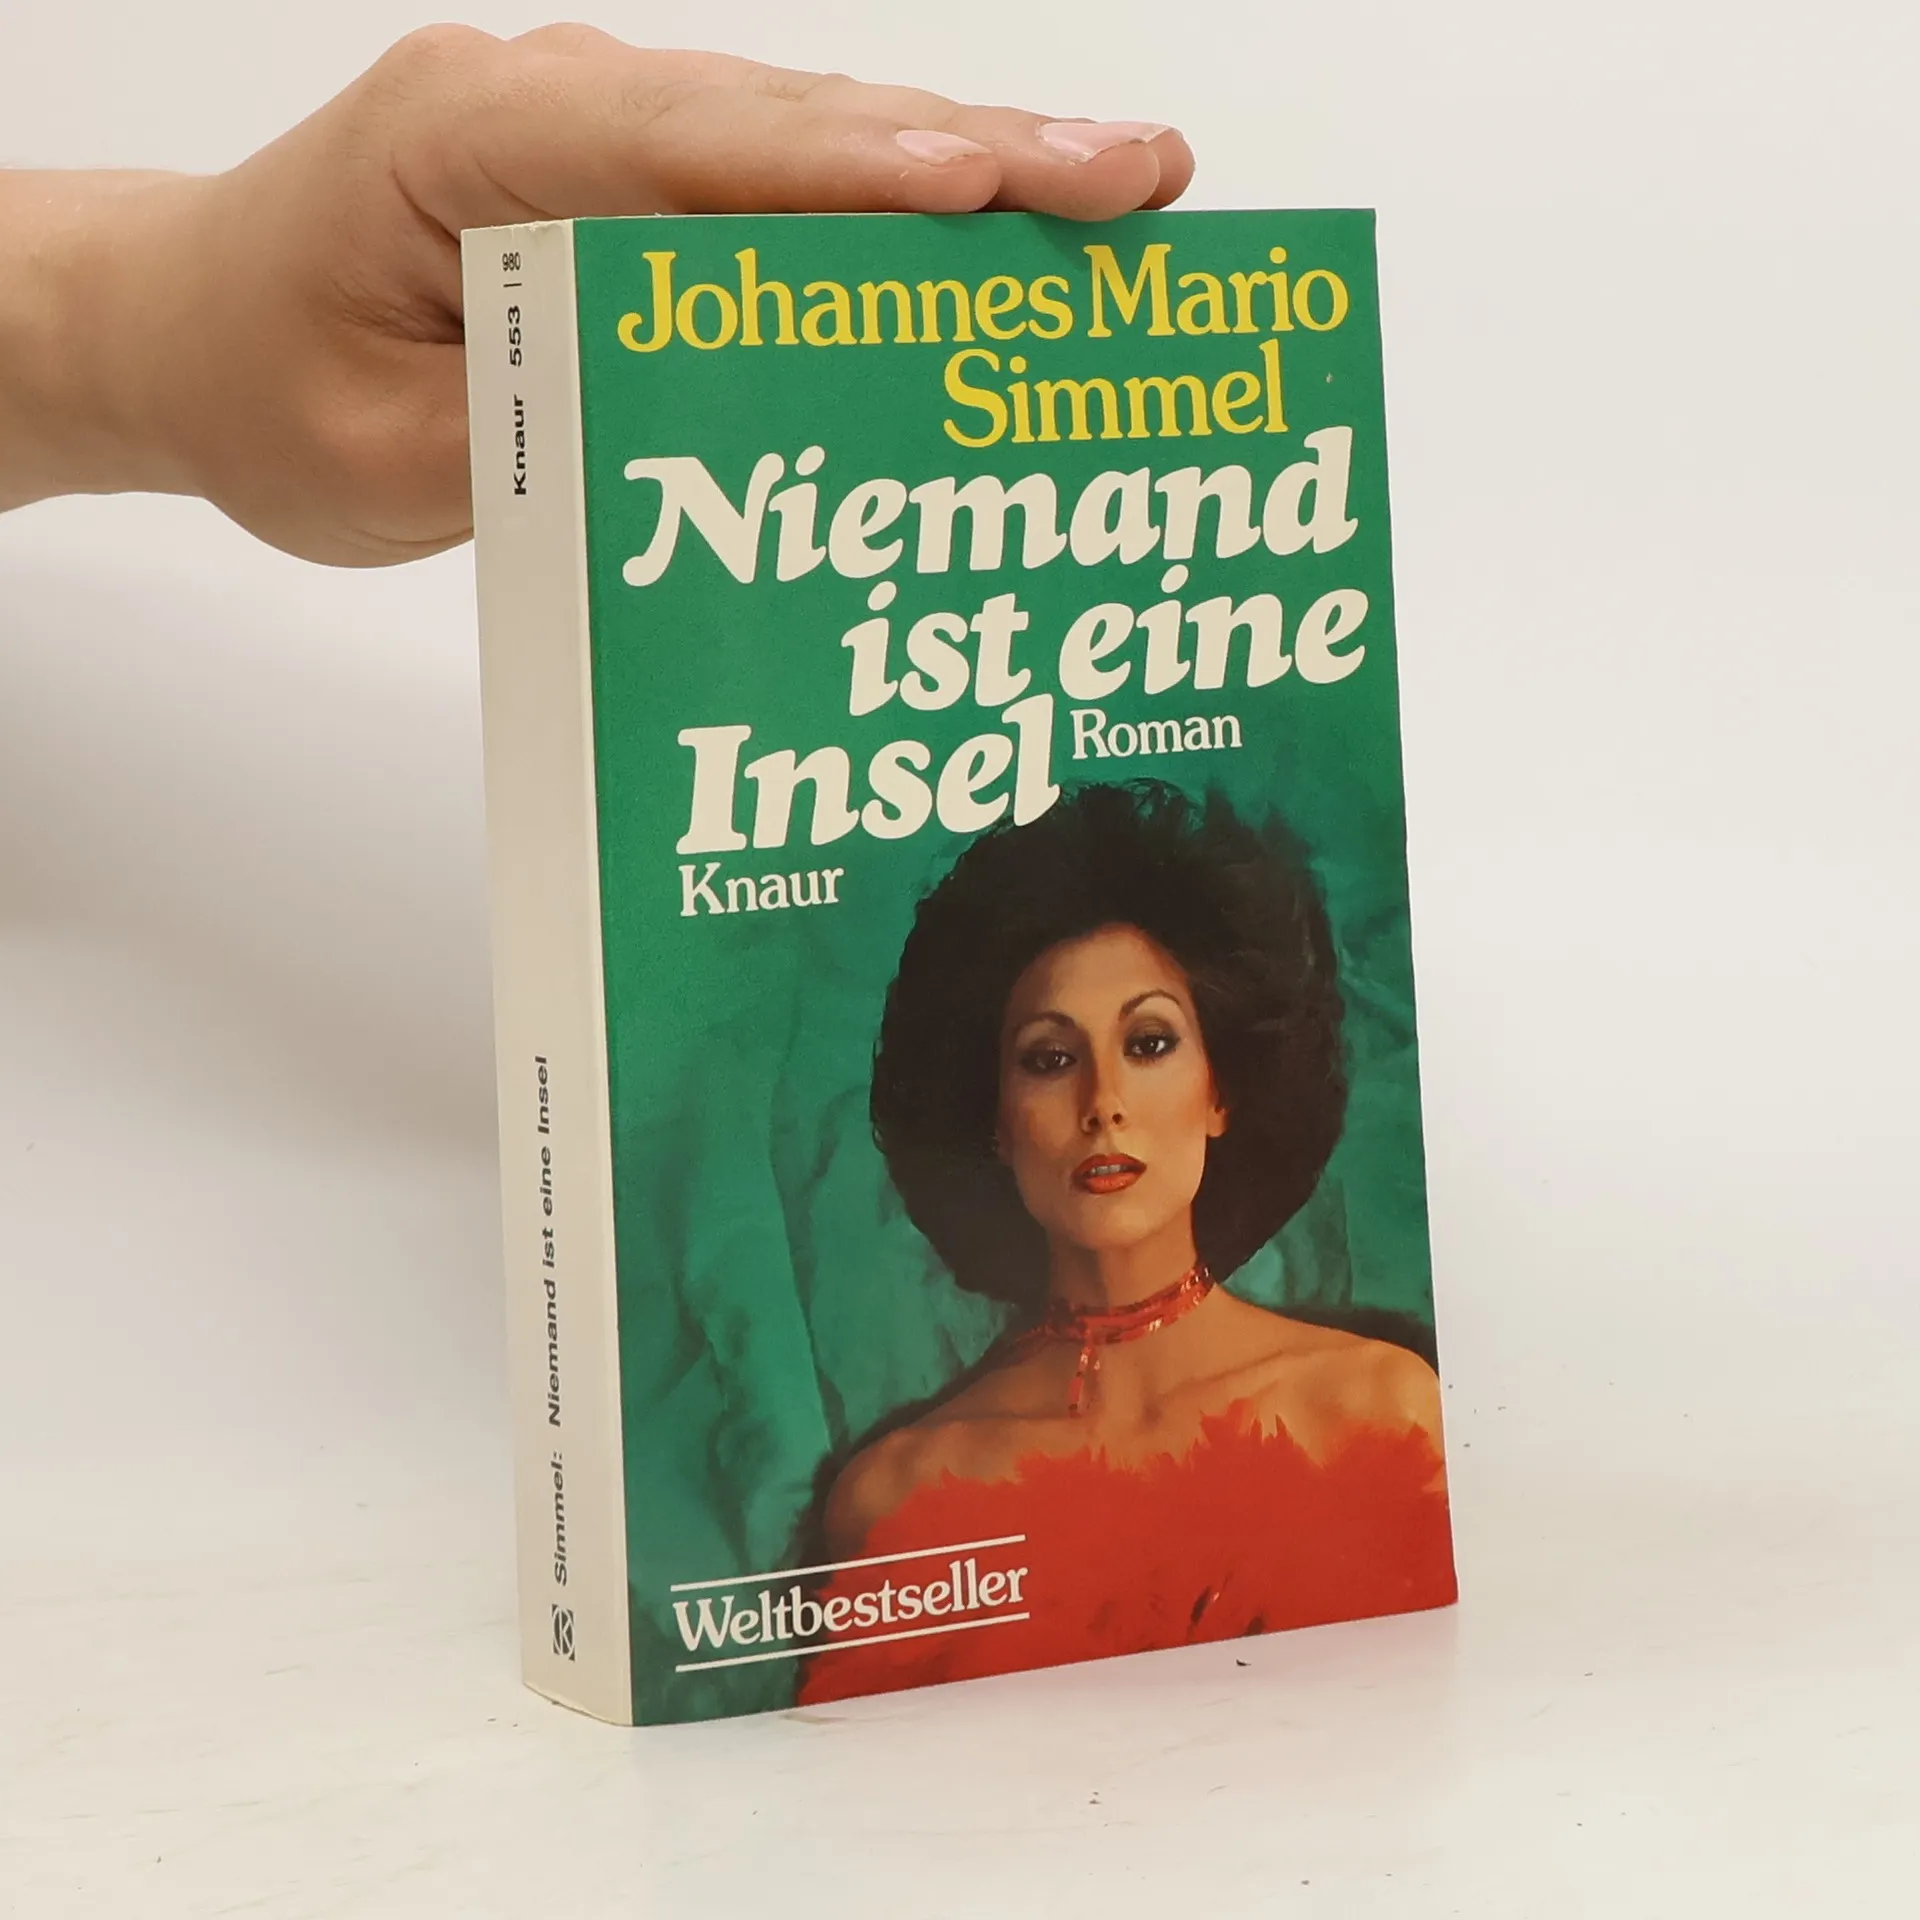 Johannes Mario
Simmel
Niemand
ist eine
Insel
Roman
Knaur
Weltbestseller
Simmel: Niemand ist eine Insel
Knaur 553 | 980
K